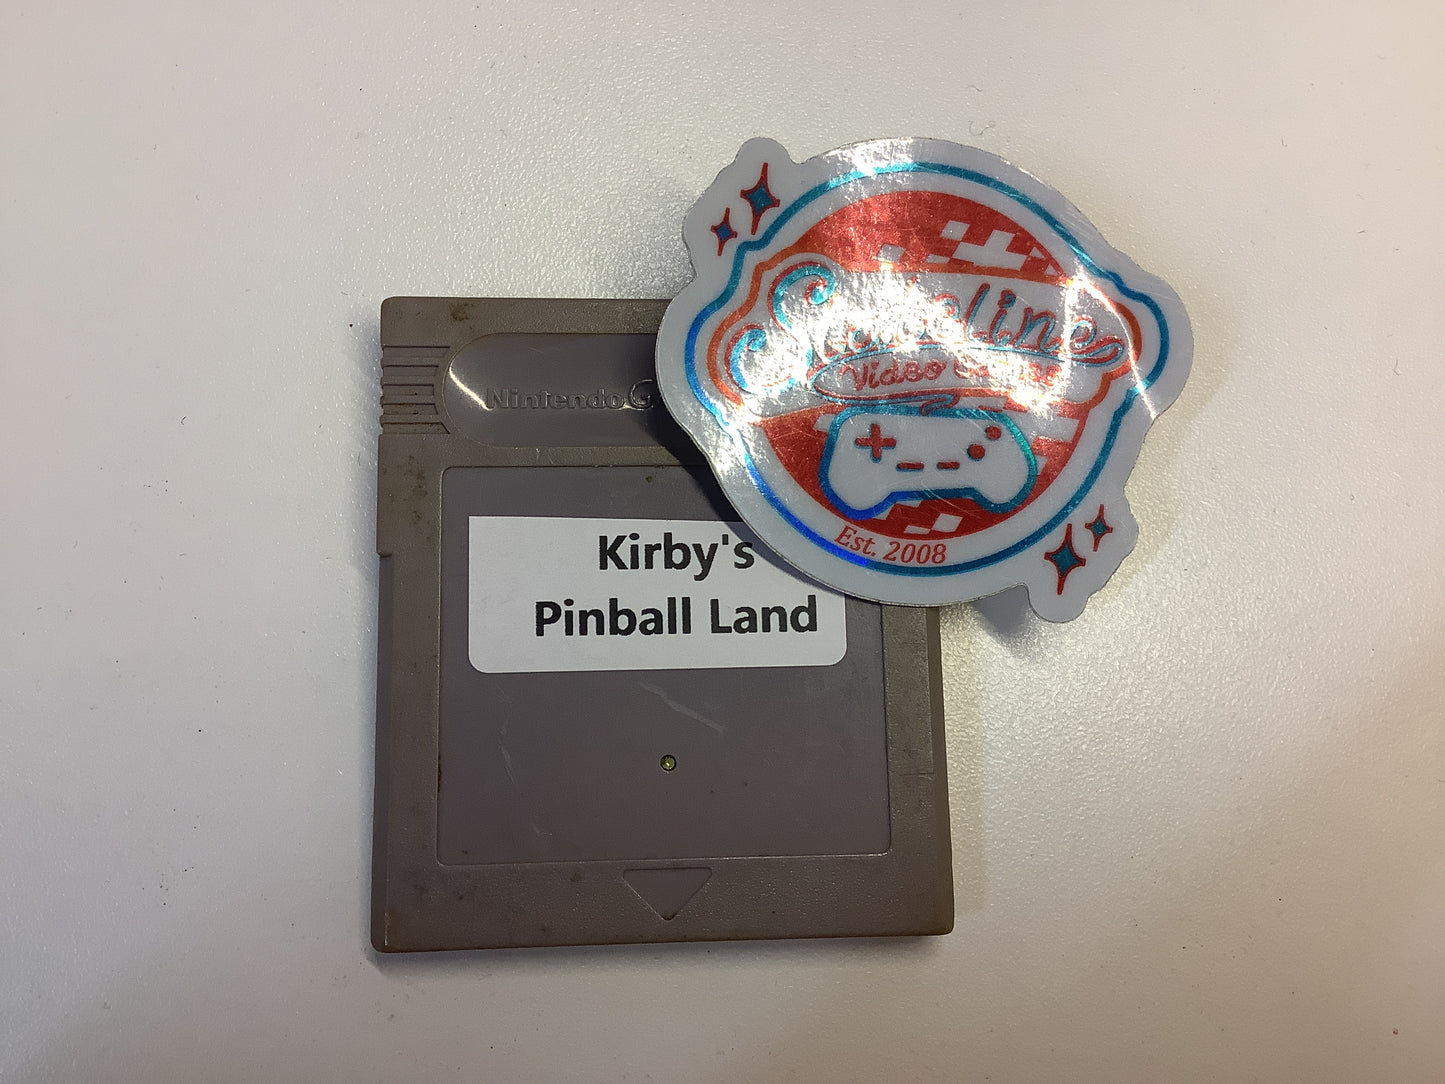 Nintendo G
Kirby's
Pinball Land
Video
Est. 2008